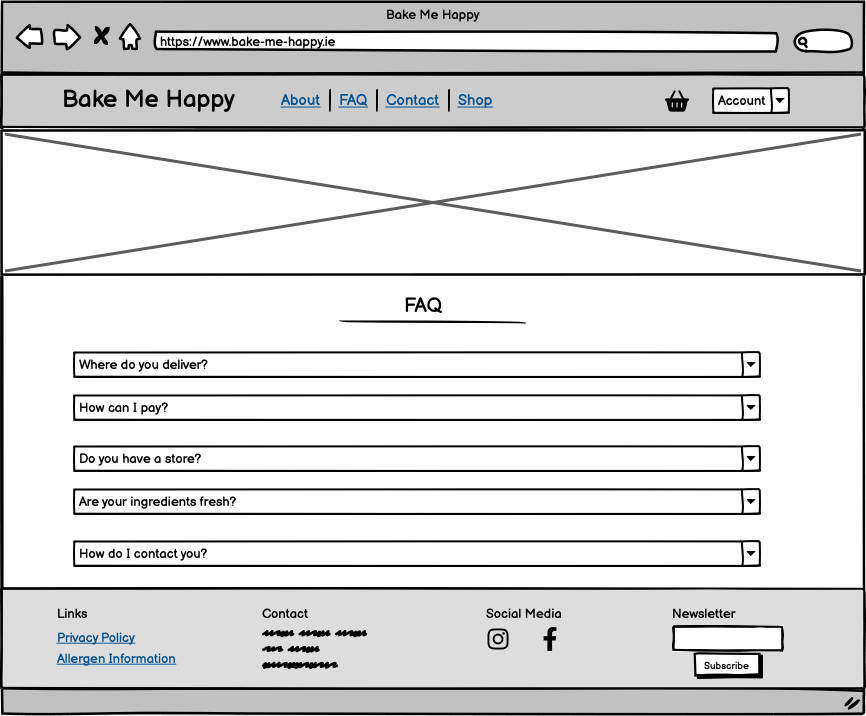 Bake Me Happy
https://www.bake-me-happy.ie
Bake Me Happy About FAQ Contact Shop Account
FAQ
Where do you deliver?
How can I pay?
Do you have a store?
Are your ingredients fresh?
How do I contact you?
Links
Privacy Policy
Allergen Information
Contact
Social Media
Newsletter
Subscribe